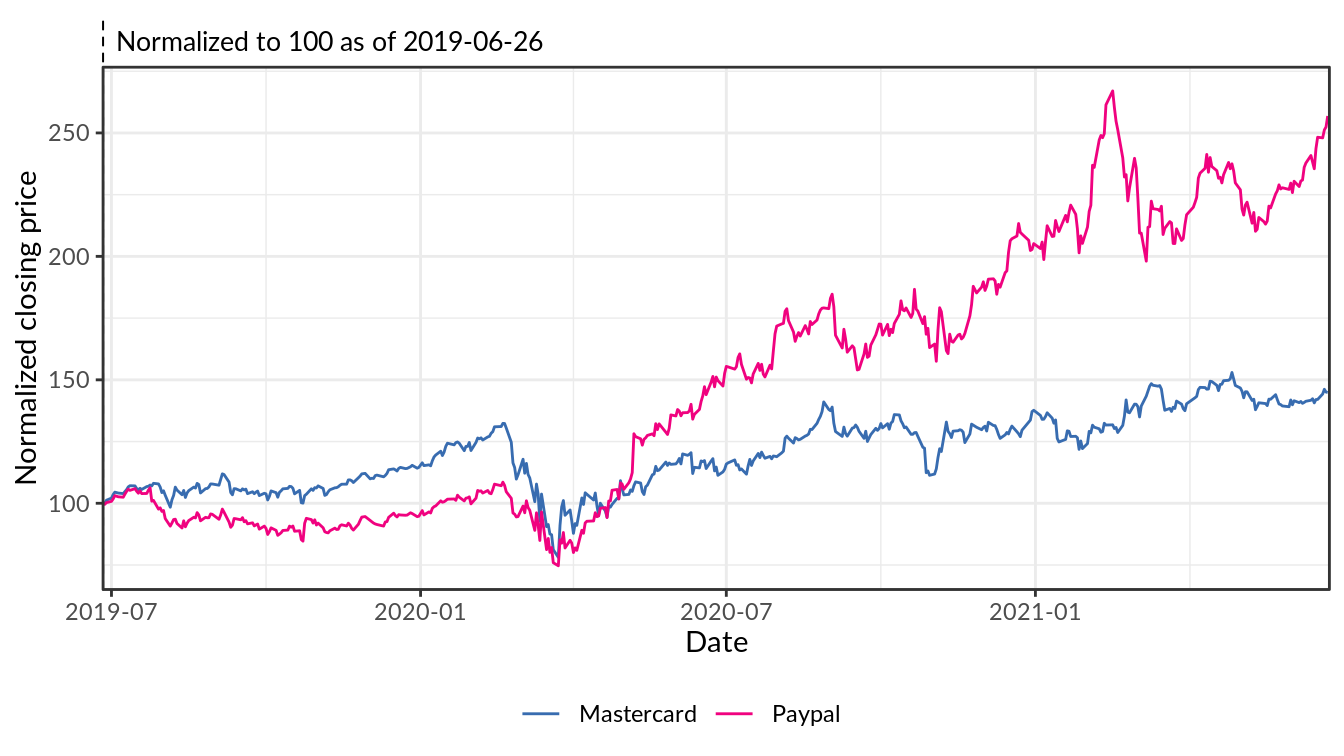 Normalized to 100 as of 2019-06-26
250
200
150
100
Normalized closing price
2019-07 2020-01 2020-07 2021-01
Date
Mastercard Paypal